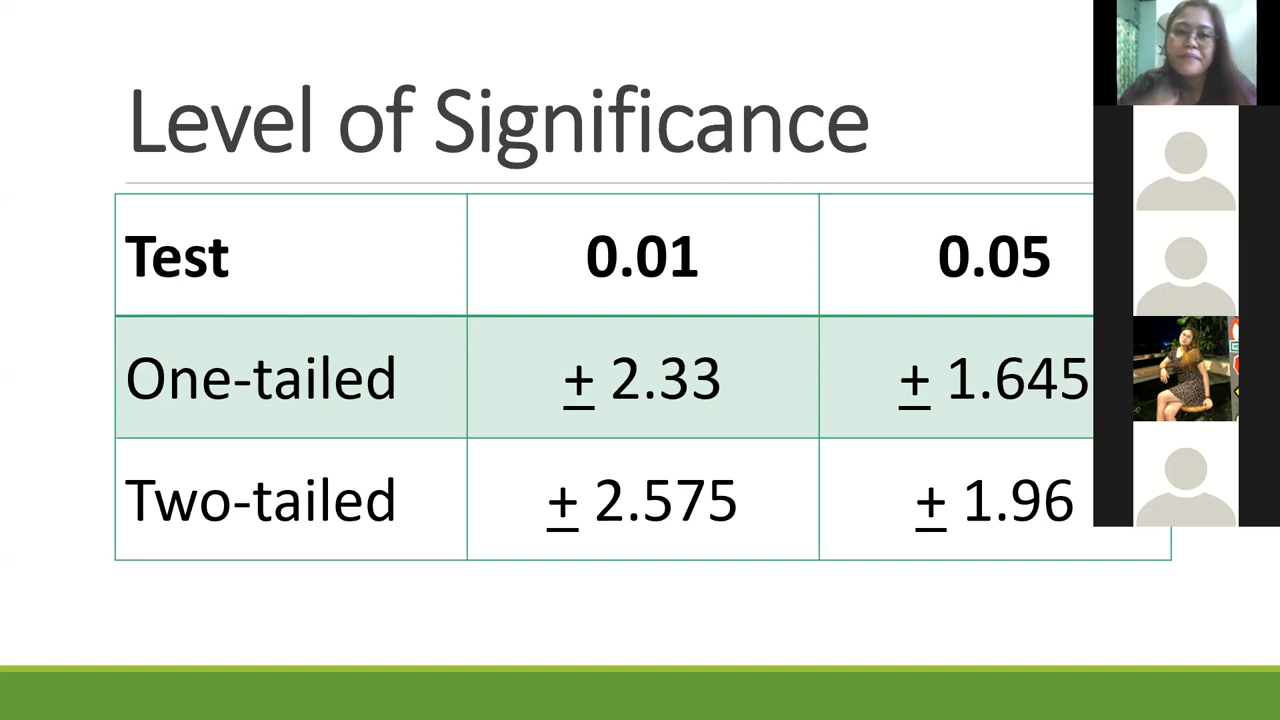 Level of Significance
Test 0.01 0.05
One-tailed ± 2.33 ± 1.645
Two-tailed ± 2.575 ± 1.96